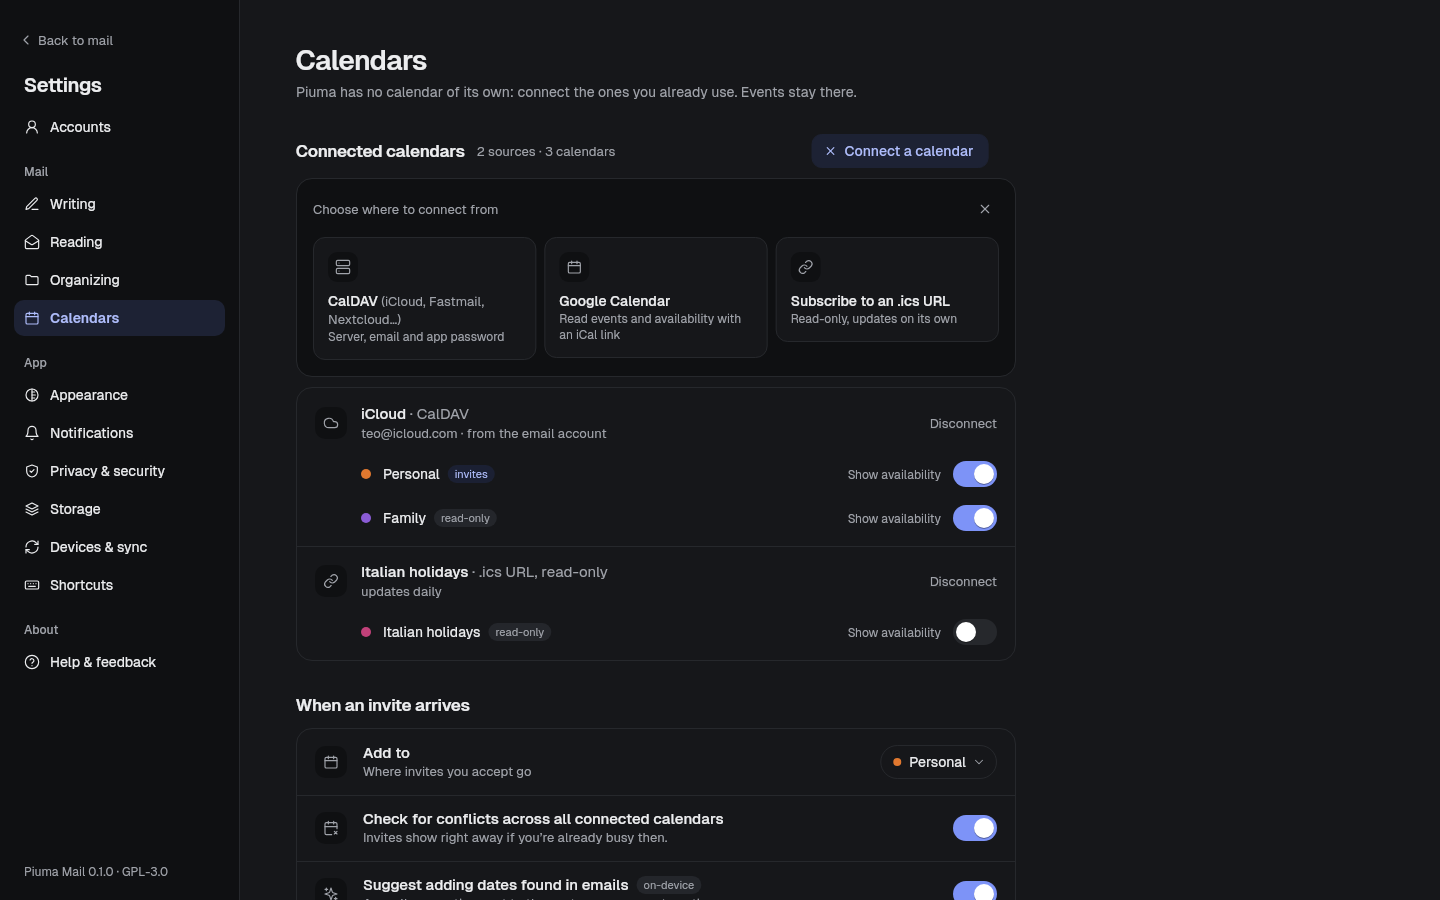 Back to mail
Settings
Accounts
Mail
Writing
Reading
Organizing
Calendars
App
Appearance
Notifications
Privacy & security
Storage
Devices & sync
Shortcuts
About
Help & feedback
Piuma Mail 0.1.0 · GPL-3.0
Calendars
Piuma has no calendar of its own: connect the ones you already use. Events stay there.
Connected calendars 2 sources · 3 calendars
Connect a calendar
Choose where to connect from
CalDAV (iCloud, Fastmail,
Nextcloud…)
Server, email and app password
Google Calendar
Read events and availability with
an iCal link
Subscribe to an .ics URL
Read-only, updates on its own
iCloud · CalDAV
teo@icloud.com · from the email account
Disconnect
Personal invites
Show availability
Family read-only
Show availability
Italian holidays · .ics URL, read-only
updates daily
Disconnect
Italian holidays read-only
Show availability
When an invite arrives
Add to
Where invites you accept go
Personal
Check for conflicts across all connected calendars
Invites show right away if you're already busy then.
Suggest adding dates found in emails on-device